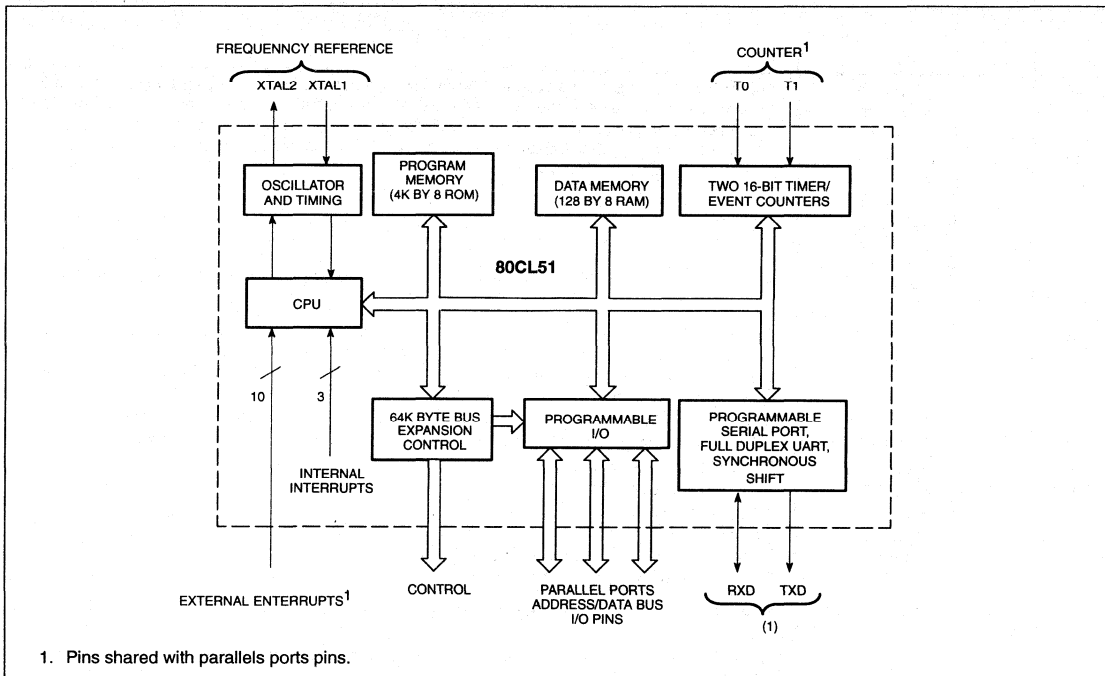 FREQUENNCY REFERENCE
XTAL2 XTAL1
COUNTER1
T0 T1
OSCILLATOR
AND TIMING
PROGRAM
MEMORY
(4K BY 8 ROM)
DATA MEMORY
(128 BY 8 RAM)
TWO 16-BIT TIMER/
EVENT COUNTERS
80CL51
CPU
10
3
INTERNAL
INTERRUPTS
64K BYTE BUS
EXPANSION
CONTROL
PROGRAMMABLE
I/O
PROGRAMMABLE
SERIAL PORT,
FULL DUPLEX UART,
SYNCHRONOUS
SHIFT
EXTERNAL ENTERRUPTS1
CONTROL
PARALLEL PORTS
ADDRESS/DATA BUS
I/O PINS
RXD TXD
(1)
1. Pins shared with parallels ports pins.